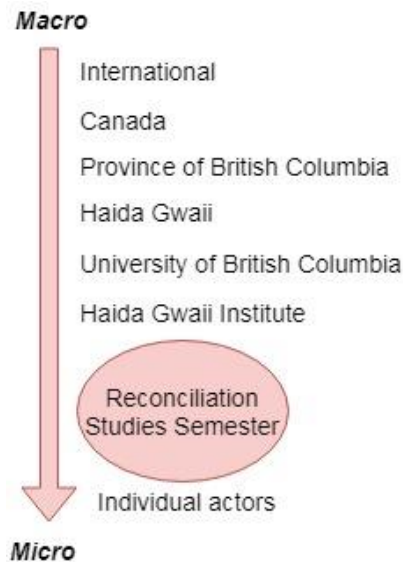 Macro
International
Canada
Province of British Columbia
Haida Gwaii
University of British Columbia
Haida Gwaii Institute
Reconciliation
Studies Semester
Individual actors
Micro